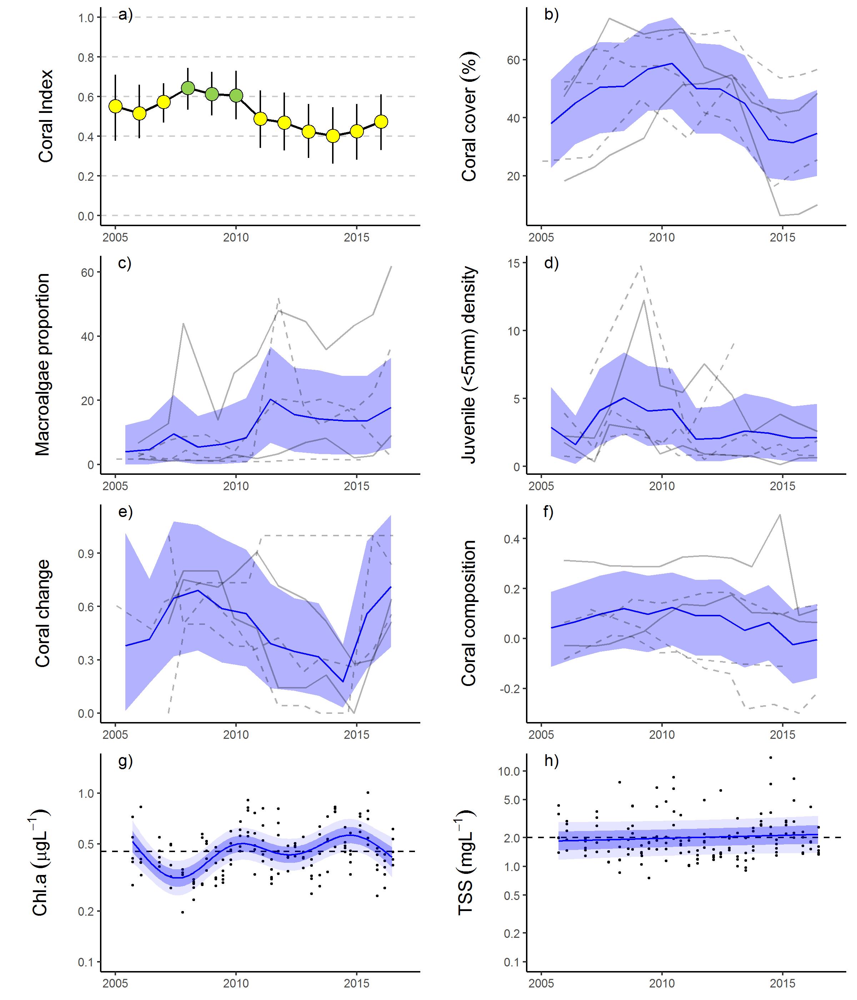 a)
Coral Index
1.0
0.8
0.6
0.4
0.2
0.0
2005 2010 2015
b)
Coral cover (%)
60
40
20
2005 2010 2015
c)
Macroalgae proportion
60
40
20
0
2005 2010 2015
d)
Juvenile (<5mm) density
15
10
5
0
2005 2010 2015
e)
Coral change
0.9
0.6
0.3
0.0
2005 2010 2015
f)
Coral composition
0.4
0.2
0.0
-0.2
2005 2010 2015
g)
Chl.a (µgL⁻¹)
1.0
0.5
0.2
0.1
2005 2010 2015
h)
TSS (mgL⁻¹)
10.0
5.0
2.0
1.0
0.5
0.2
0.1
2005 2010 2015